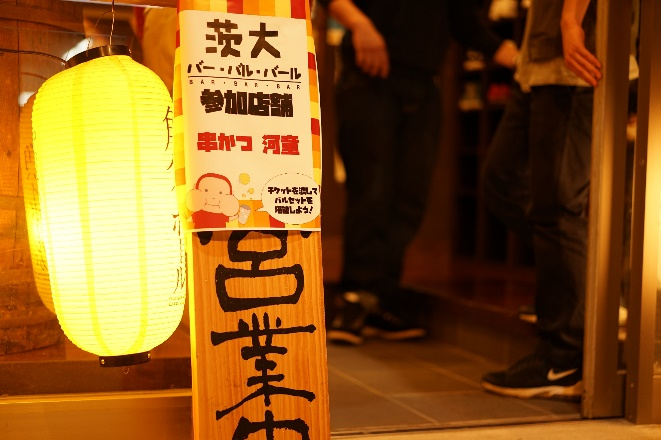 茨大
バー・バル・バール
BAR・BAR・BAR
参加店舗
串かつ 河童
チケットを渡して
バルセットを
堪能しよう!
営業中